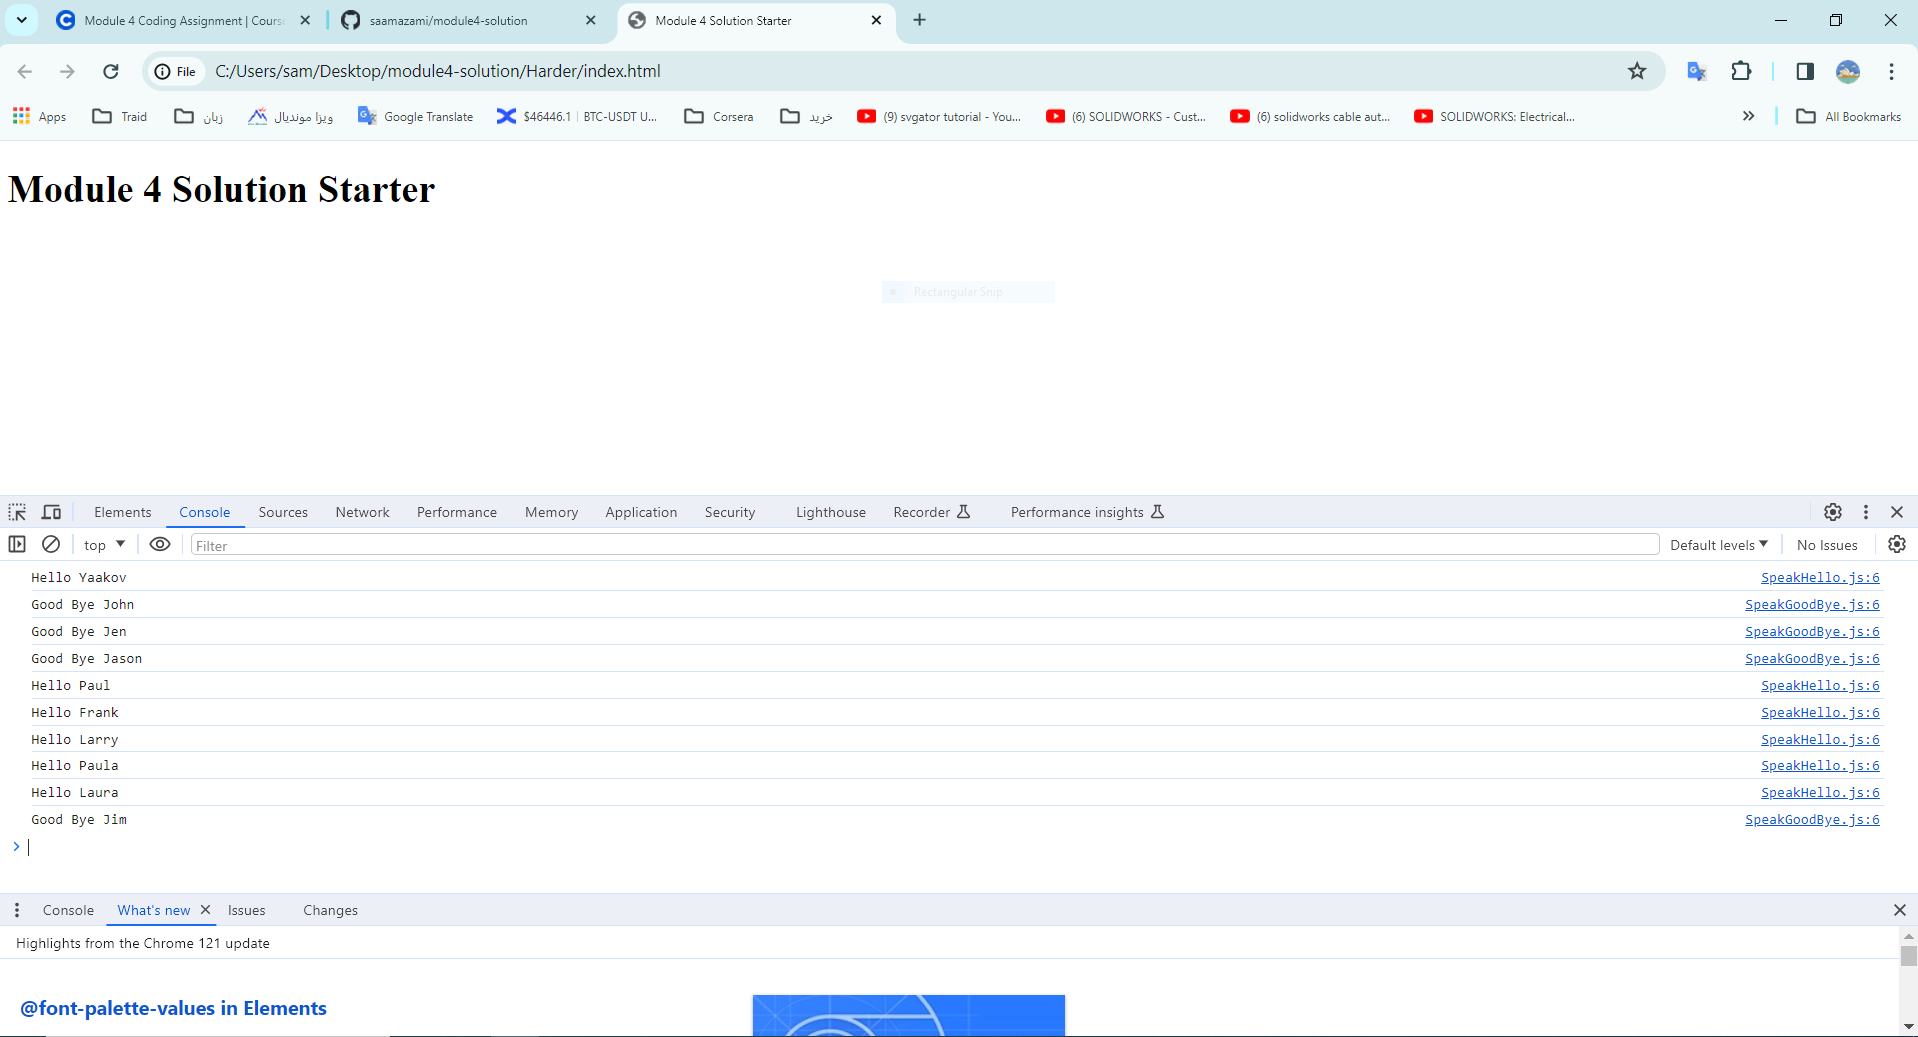 Module 4 Coding Assignment | Cours
saamazami/module4-solution
Module 4 Solution Starter
File
C:/Users/sam/Desktop/module4-solution/Harder/index.html
Apps
Traid
زبان
ویزا موندیال
Google Translate
$46446.1 | BTC-USDT U...
Corsera
خرید
(9) svgator tutorial - You...
(6) SOLIDWORKS - Cust...
(6) solidworks cable aut...
SOLIDWORKS: Electrical...
All Bookmarks
Module 4 Solution Starter
Rectangular Snip
Elements Console Sources Network Performance Memory Application Security Lighthouse Recorder Performance insights
top Filter Default levels No Issues
Hello Yaakov SpeakHello.js:6
Good Bye John SpeakGoodBye.js:6
Good Bye Jen SpeakGoodBye.js:6
Good Bye Jason SpeakGoodBye.js:6
Hello Paul SpeakHello.js:6
Hello Frank SpeakHello.js:6
Hello Larry SpeakHello.js:6
Hello Paula SpeakHello.js:6
Hello Laura SpeakHello.js:6
Good Bye Jim SpeakGoodBye.js:6
Console What's new Issues Changes
Highlights from the Chrome 121 update
@font-palette-values in Elements